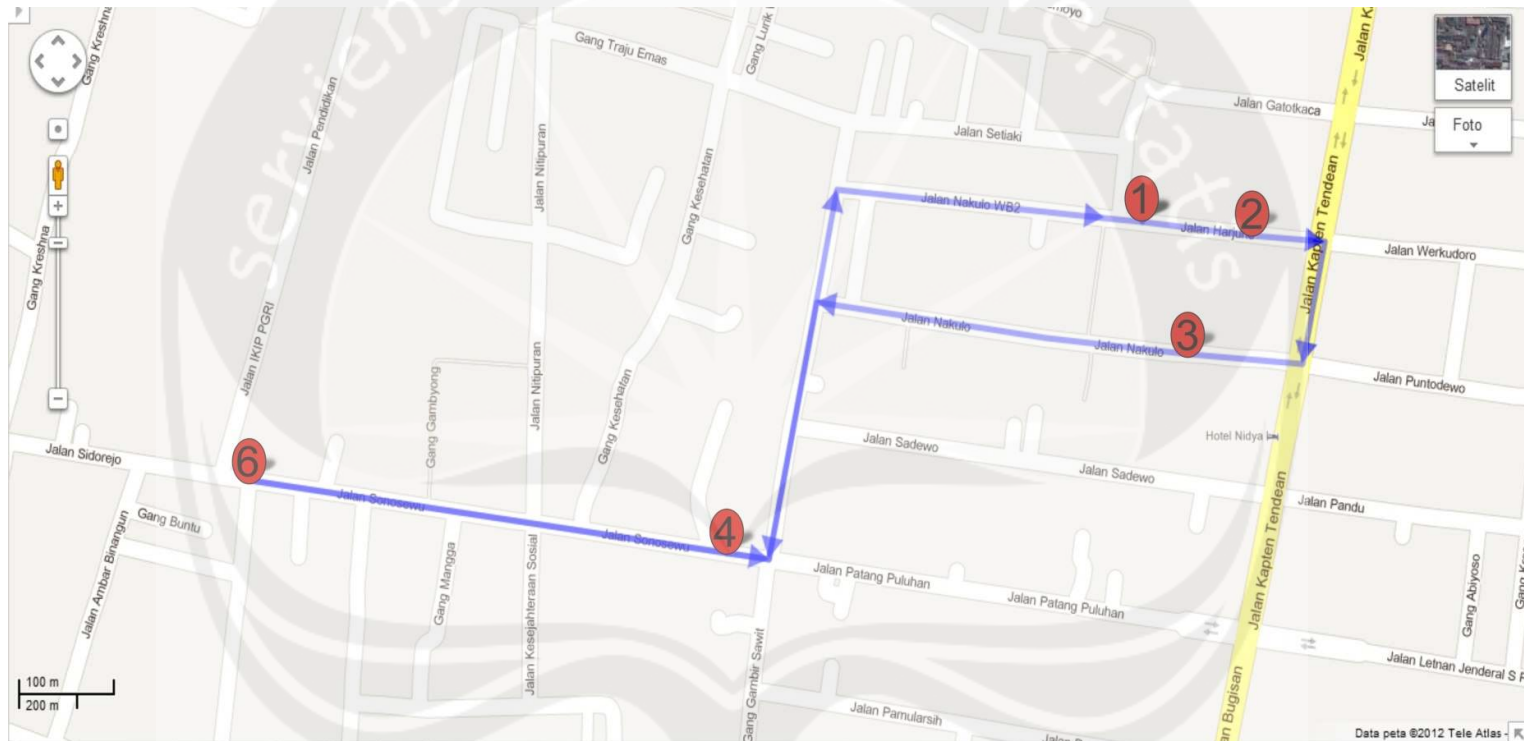 serviens
veritatis
Gang Kreshna
Gang Kreshna
Jalan Pendidikan
Jalan IKIP PGRI
Gang Traju Emas
Jalan Nitipuran
Jalan Nitipuran
Gang Kesehatan
Gang Kesehatan
Gang Gambyong
Jalan Setiaki
Jalan Gatotkaca
Satelit
Foto
Jalan Nakulo WB2
1
2
Jalan Werkudoro
Jalan Kapten Tendean
Jalan Nakulo
Jalan Nakulo
3
Jalan Puntodewo
Hotel Nidya
Jalan Sadewo
Jalan Sadewo
Jalan Pandu
Jalan Kapten Tendean
Jalan Sidorejo
6
Jalan Sonosewu
Jalan Sonosewu
4
Gang Buntu
Jalan Ambar Binangun
Gang Mangga
Jalan Kesejahteraan Sosial
Jalan Patang Puluhan
Jalan Patang Puluhan
Gang Abiyoso
Jalan Letnan Jenderal S
Gang Gambir Sawit
Jalan Pamularsih
Bugisan
100 m
200 m
Data peta ©2012 Tele Atlas -